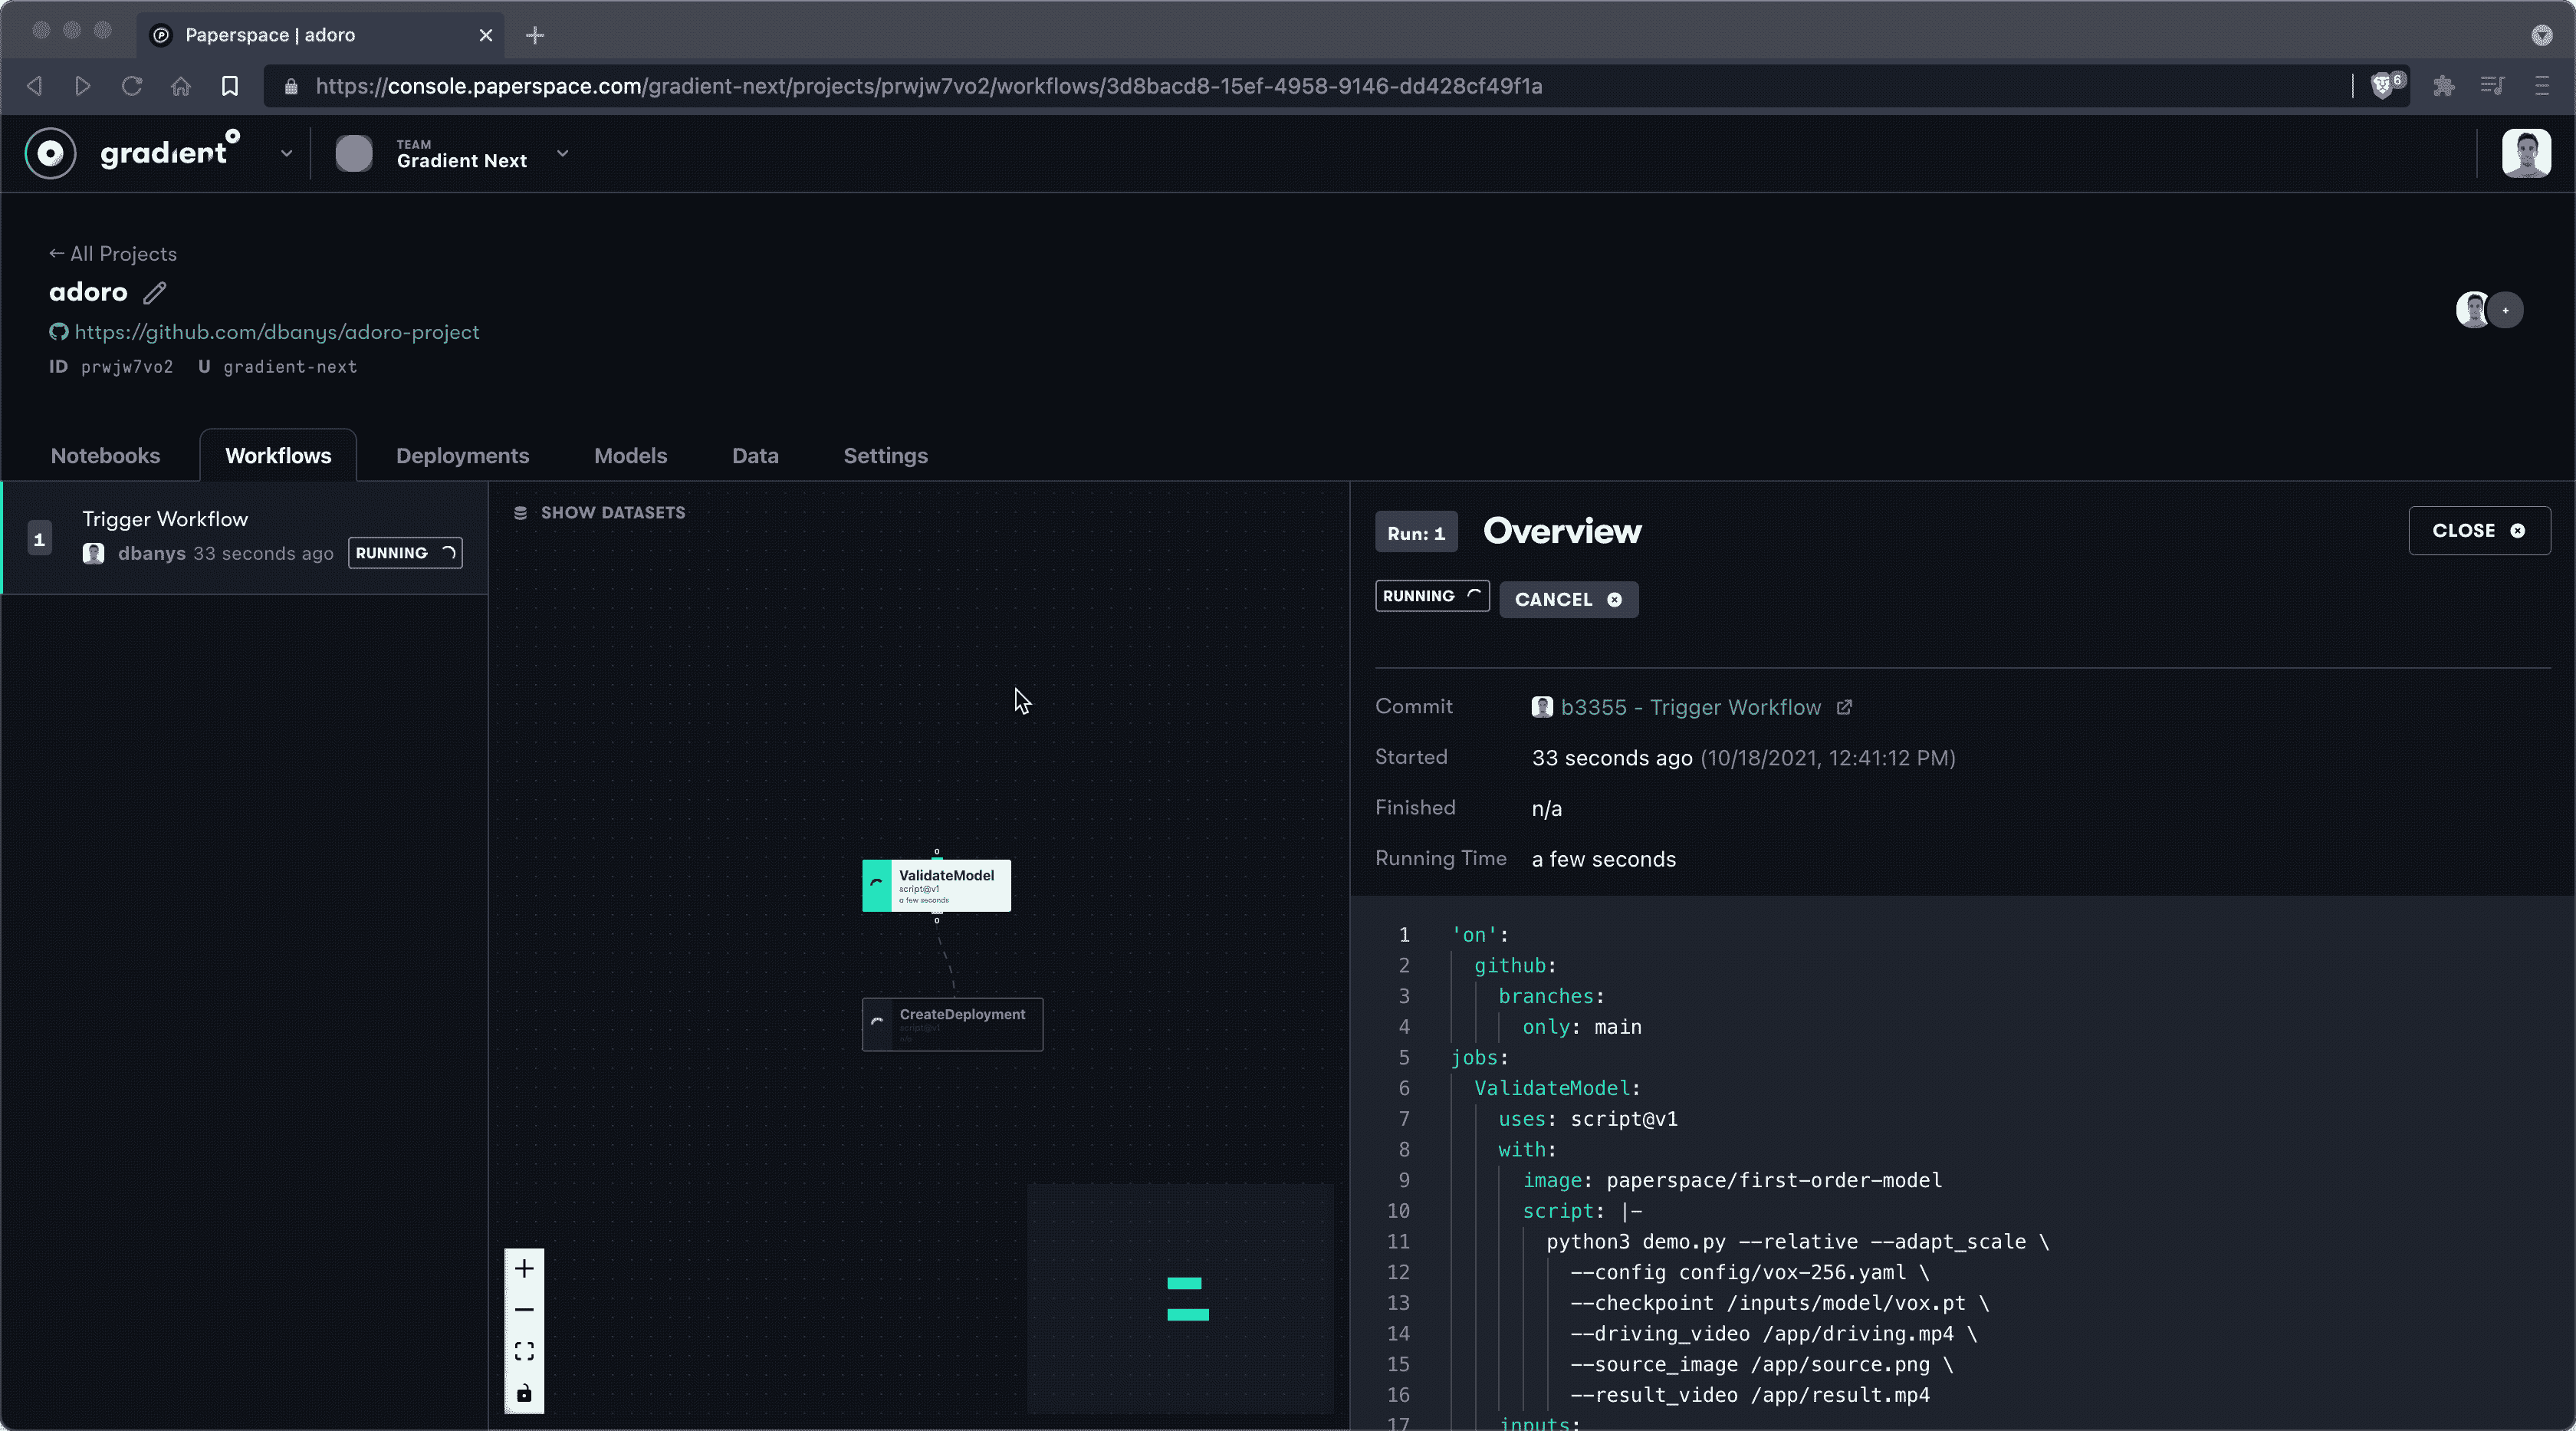 Paperspace | adoro
https://console.paperspace.com/gradient-next/projects/prwjw7vo2/workflows/3d8bacd8-15ef-4958-9146-dd428cf49f1a
6
gradient
TEAM
Gradient Next
← All Projects
adoro
https://github.com/dbanys/adoro-project
ID prwjw7vo2 U gradient-next
Notebooks Workflows Deployments Models Data Settings
1
Trigger Workflow
dbanys 33 seconds ago RUNNING
SHOW DATASETS
0
ValidateModel
script@v1
a few seconds
0
CreateDeployment
script@v1
Run: 1 Overview
CLOSE
RUNNING CANCEL
Commit b3355 - Trigger Workflow
Started 33 seconds ago (10/18/2021, 12:41:12 PM)
Finished n/a
Running Time a few seconds
1 'on':
2 github:
3 branches:
4 only: main
5 jobs:
6 ValidateModel:
7 uses: script@v1
8 with:
9 image: paperspace/first-order-model
10 script: |-
11 python3 demo.py --relative --adapt_scale \
12 --config config/vox-256.yaml \
13 --checkpoint /inputs/model/vox.pt \
14 --driving_video /app/driving.mp4 \
15 --source_image /app/source.png \
16 --result_video /app/result.mp4
17 inputs: